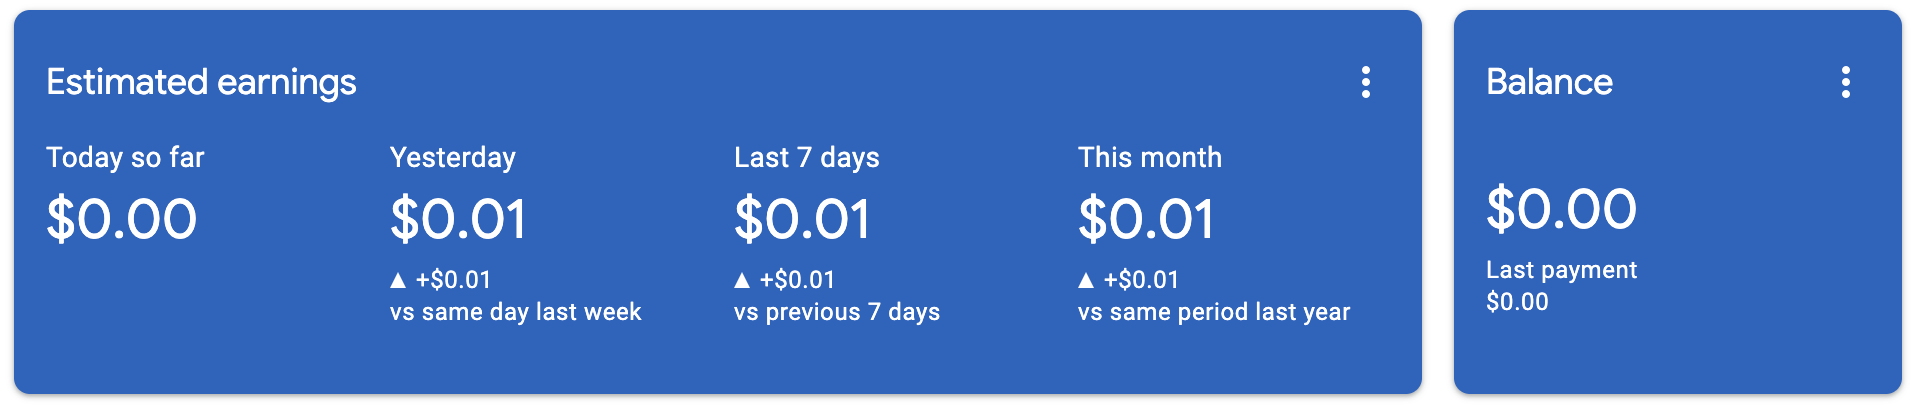 Estimated earnings
Today so far
$0.00
Yesterday
$0.01
▲ +$0.01
vs same day last week
Last 7 days
$0.01
▲ +$0.01
vs previous 7 days
This month
$0.01
▲ +$0.01
vs same period last year
Balance
$0.00
Last payment
$0.00